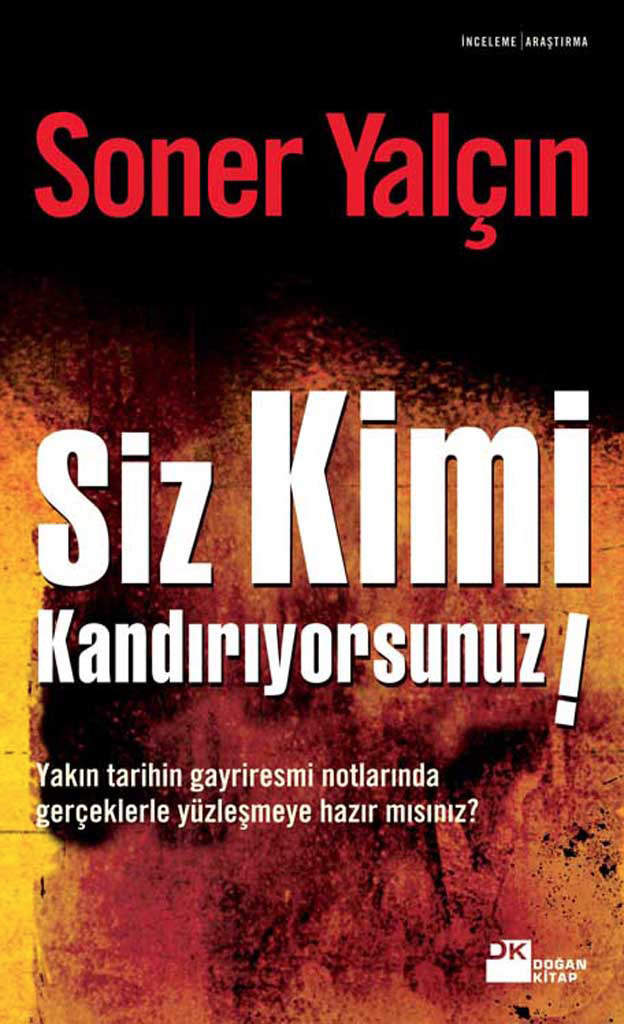 İNCELEME | ARAŞTIRMA
Soner Yalçın
Siz Kimi
Kandırıyorsunuz!
Yakın tarihin gayriresmi notlarında
gerçeklerle yüzleşmeye hazır mısınız?
DK DOĞAN
KİTAP